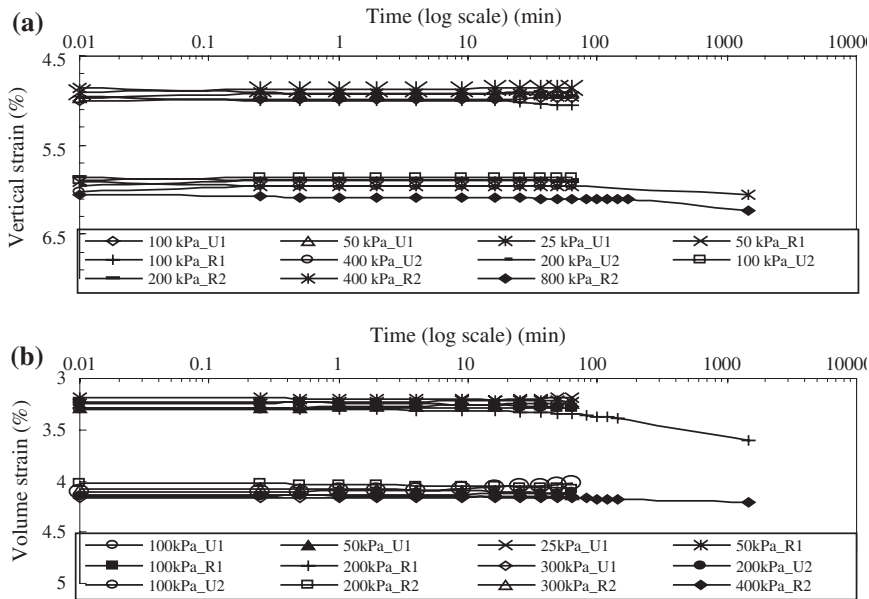 (a)
Time (log scale) (min)
0.01 0.1 1 10 100 1000 10000
4.5
5.5
6.5
Vertical strain (%)
100 kPa_U1 50 kPa_U1 25 kPa_U1 50 kPa_R1
100 kPa_R1 400 kPa_U2 200 kPa_U2 100 kPa_U2
200 kPa_R2 400 kPa_R2 800 kPa_R2
(b)
Time (log scale) (min)
0.01 0.1 1 10 100 1000 10000
3
3.5
4
4.5
5
Volume strain (%)
100kPa_U1 50kPa_U1 25kPa_U1 50kPa_R1
100kPa_R1 200kPa_R1 300kPa_U1 200kPa_U2
100kPa_U2 200kPa_R2 300kPa_R2 400kPa_R2